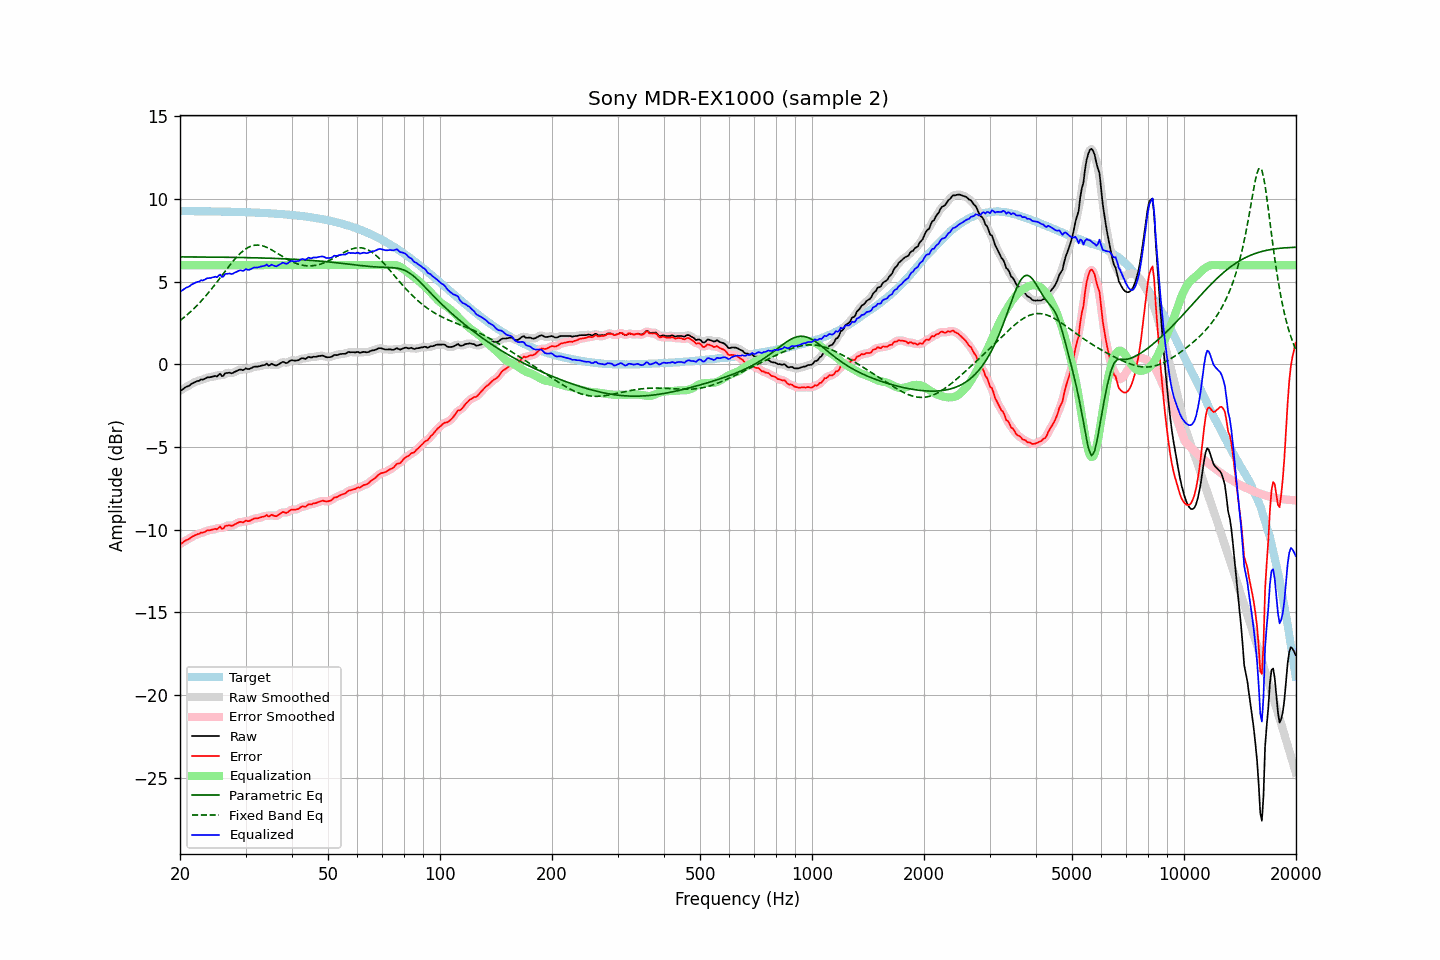 Sony MDR-EX1000 (sample 2)
15
10
5
0
−5
−10
−15
−20
−25
Amplitude (dBr)
Target
Raw Smoothed
Error Smoothed
Raw
Error
Equalization
Parametric Eq
Fixed Band Eq
Equalized
20 50 100 200 500 1000 2000 5000 10000 20000
Frequency (Hz)